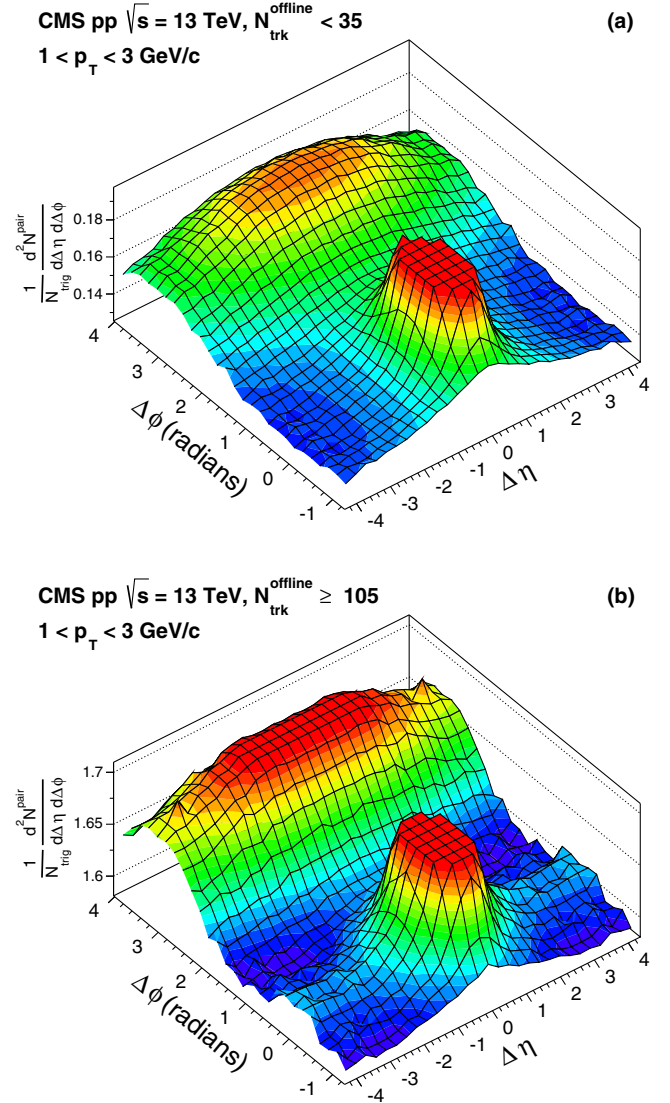 CMS pp √s = 13 TeV, N_trk^offline < 35 (a)
1 < p_T < 3 GeV/c
1/N_trig d²N^pair/dΔη dΔφ
0.18
0.16
0.14
4 3 2 1 0 -1
Δφ (radians)
-4 -3 -2 -1 0 1 2 3 4
Δη
CMS pp √s = 13 TeV, N_trk^offline ≥ 105 (b)
1 < p_T < 3 GeV/c
1/N_trig d²N^pair/dΔη dΔφ
1.7
1.65
1.6
4 3 2 1 0 -1
Δφ (radians)
-4 -3 -2 -1 0 1 2 3 4
Δη